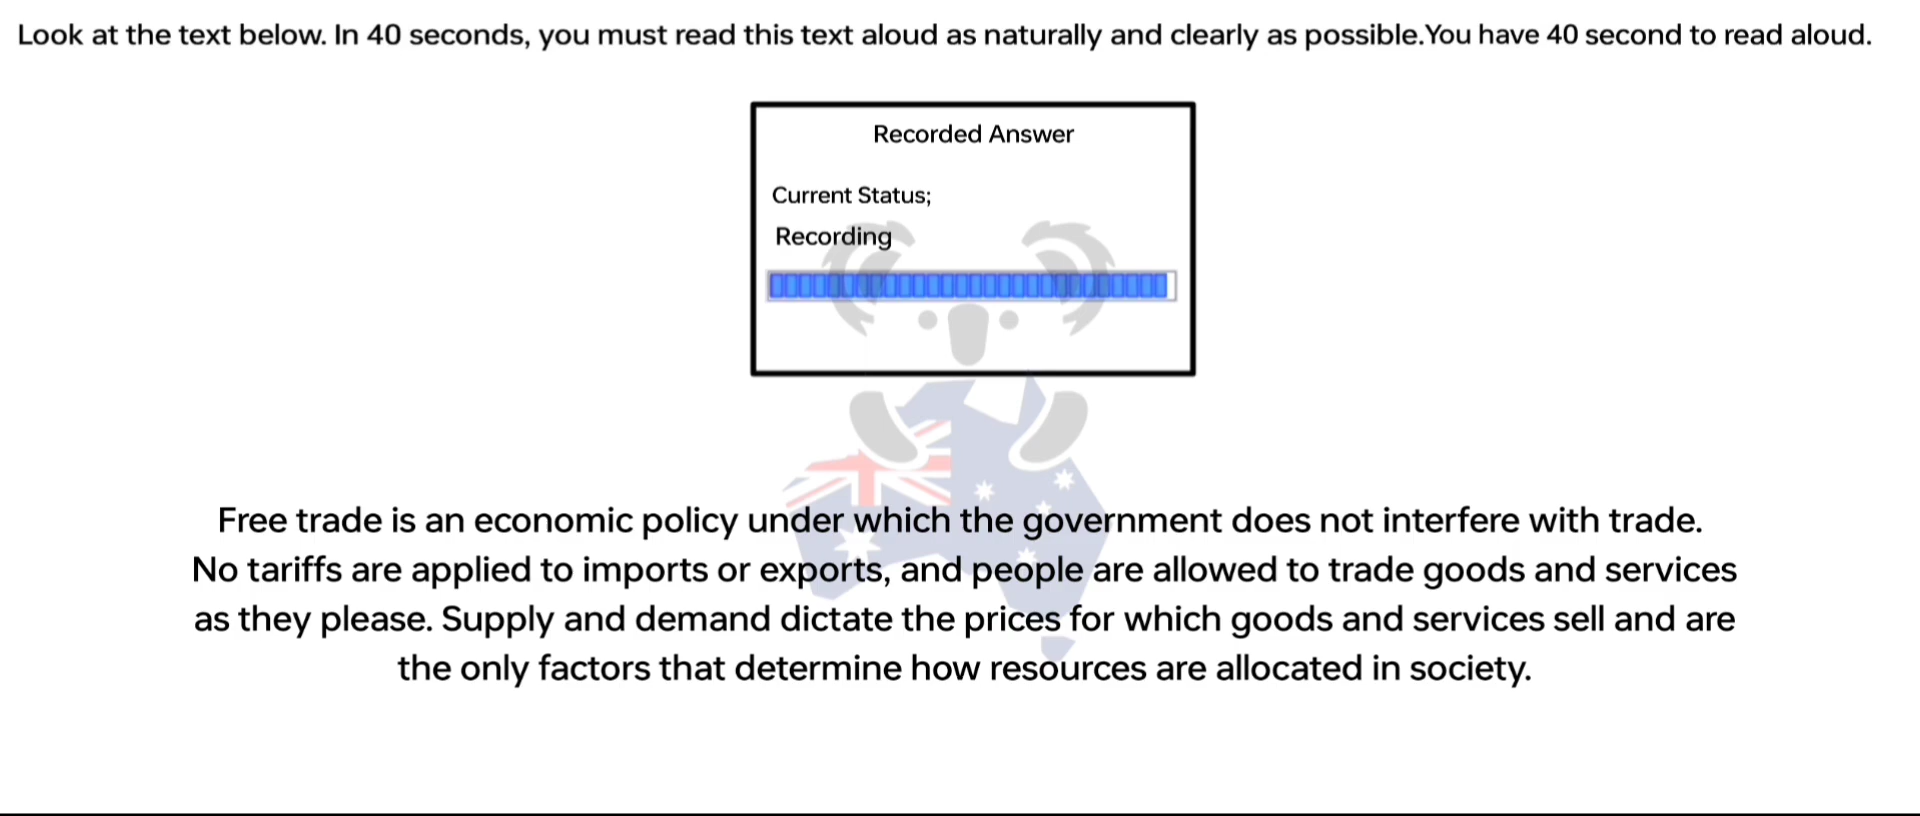 Look at the text below. In 40 seconds, you must read this text aloud as naturally and clearly as possible.You have 40 second to read aloud.
Recorded Answer
Current Status;
Recording
Free trade is an economic policy under which the government does not interfere with trade.
No tariffs are applied to imports or exports, and people are allowed to trade goods and services
as they please. Supply and demand dictate the prices for which goods and services sell and are
the only factors that determine how resources are allocated in society.